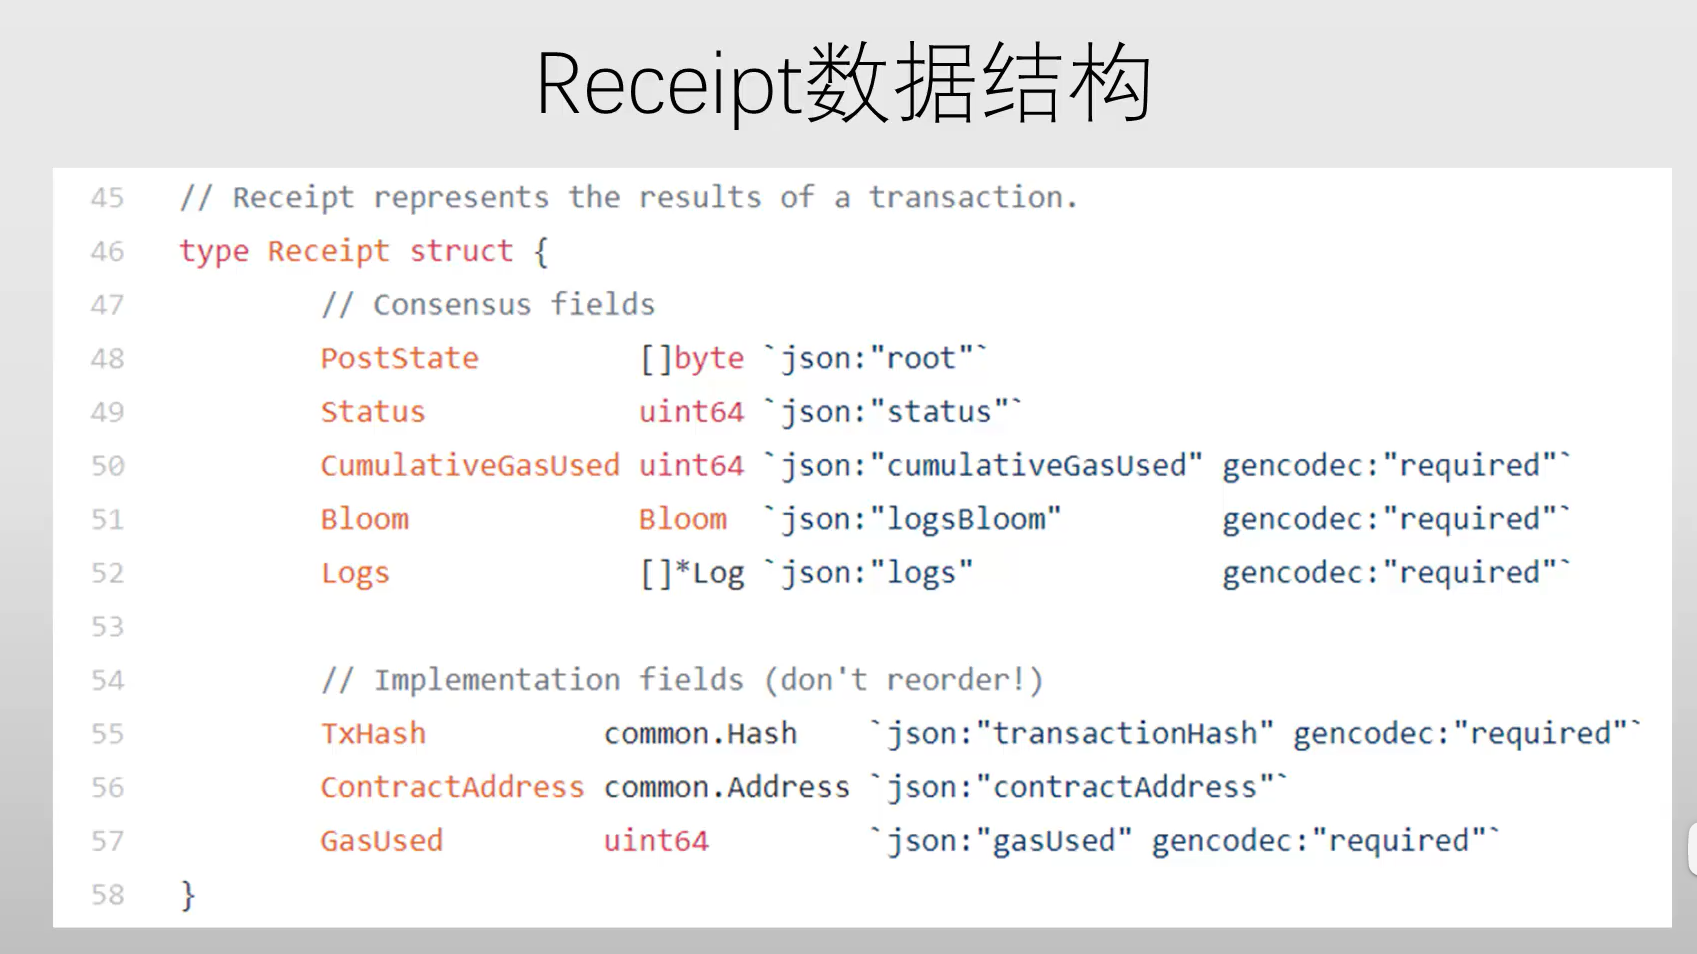 Receipt数据结构
45 // Receipt represents the results of a transaction.
46 type Receipt struct {
47 // Consensus fields
48 PostState []byte `json:"root"`
49 Status uint64 `json:"status"`
50 CumulativeGasUsed uint64 `json:"cumulativeGasUsed" gencodec:"required"`
51 Bloom Bloom `json:"logsBloom" gencodec:"required"`
52 Logs []*Log `json:"logs" gencodec:"required"`
53
54 // Implementation fields (don't reorder!)
55 TxHash common.Hash `json:"transactionHash" gencodec:"required"`
56 ContractAddress common.Address `json:"contractAddress"`
57 GasUsed uint64 `json:"gasUsed" gencodec:"required"`
58 }